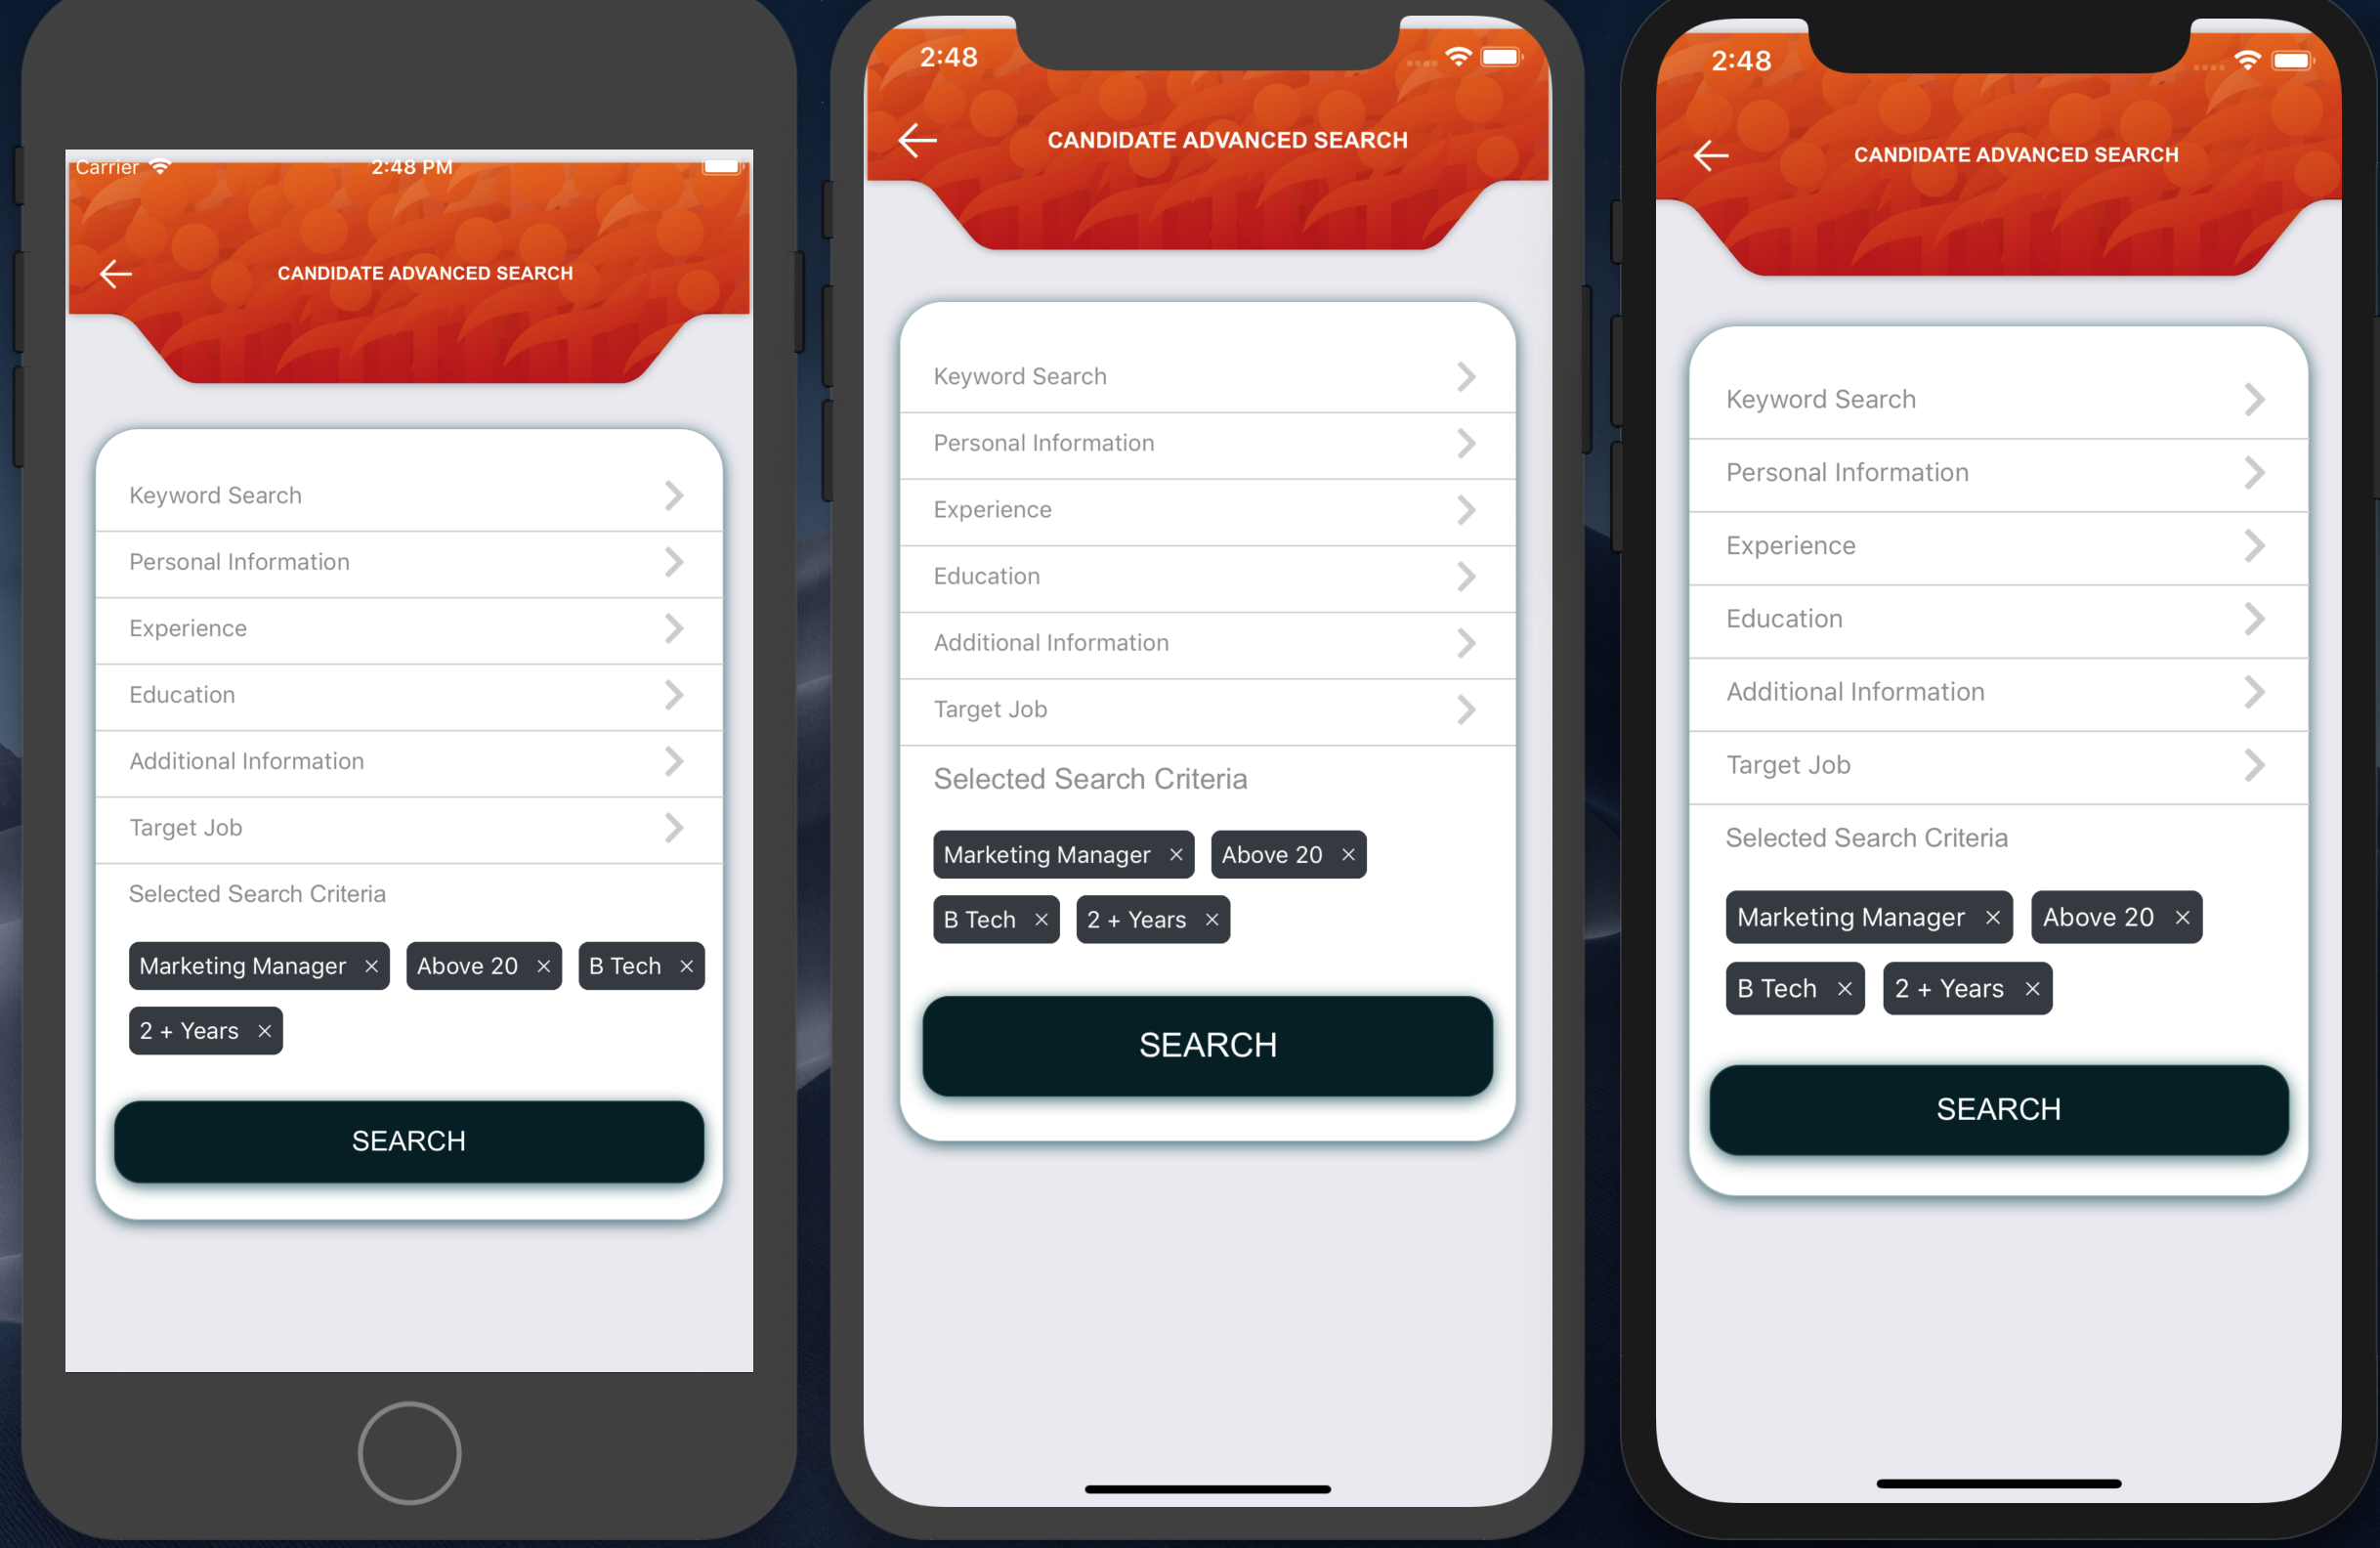 Carrier 2:48 PM
CANDIDATE ADVANCED SEARCH
Keyword Search
Personal Information
Experience
Education
Additional Information
Target Job
Selected Search Criteria
Marketing Manager × Above 20 × B Tech ×
2 + Years ×
SEARCH
2:48
CANDIDATE ADVANCED SEARCH
Keyword Search
Personal Information
Experience
Education
Additional Information
Target Job
Selected Search Criteria
Marketing Manager × Above 20 ×
B Tech × 2 + Years ×
SEARCH
2:48
CANDIDATE ADVANCED SEARCH
Keyword Search
Personal Information
Experience
Education
Additional Information
Target Job
Selected Search Criteria
Marketing Manager × Above 20 ×
B Tech × 2 + Years ×
SEARCH